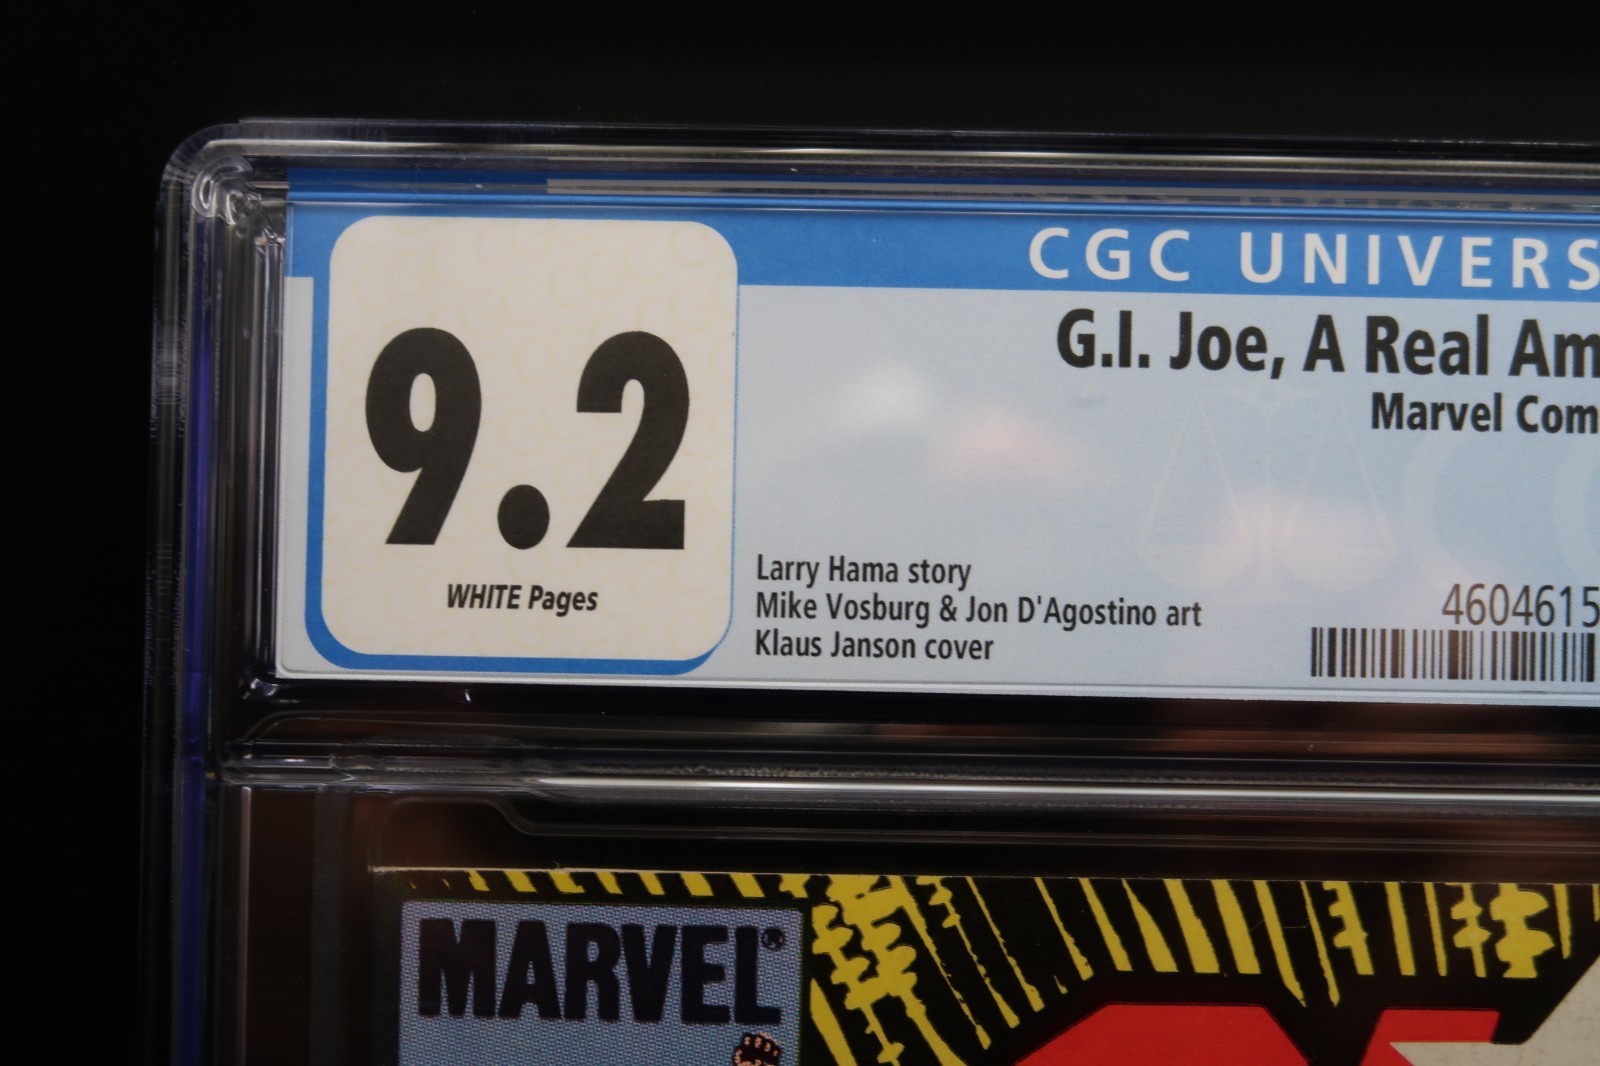 CGC UNIVERS
9.2
WHITE Pages
G.I. Joe, A Real Am
Marvel Com
Larry Hama story
Mike Vosburg & Jon D'Agostino art
Klaus Janson cover
4604615
MARVEL®